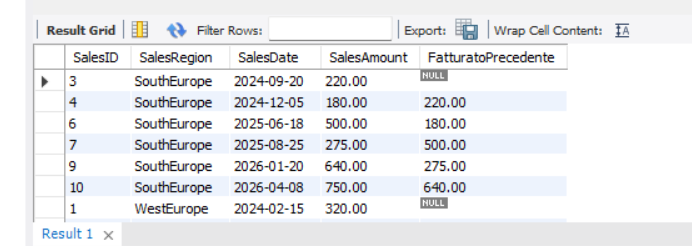 Result Grid Filter Rows: Export: Wrap Cell Content: IA
SalesID SalesRegion SalesDate SalesAmount FatturatoPrecedente
3 SouthEurope 2024-09-20 220.00 NULL
4 SouthEurope 2024-12-05 180.00 220.00
6 SouthEurope 2025-06-18 500.00 180.00
7 SouthEurope 2025-08-25 275.00 500.00
9 SouthEurope 2026-01-20 640.00 275.00
10 SouthEurope 2026-04-08 750.00 640.00
1 WestEurope 2024-02-15 320.00 NULL
Result 1 ×